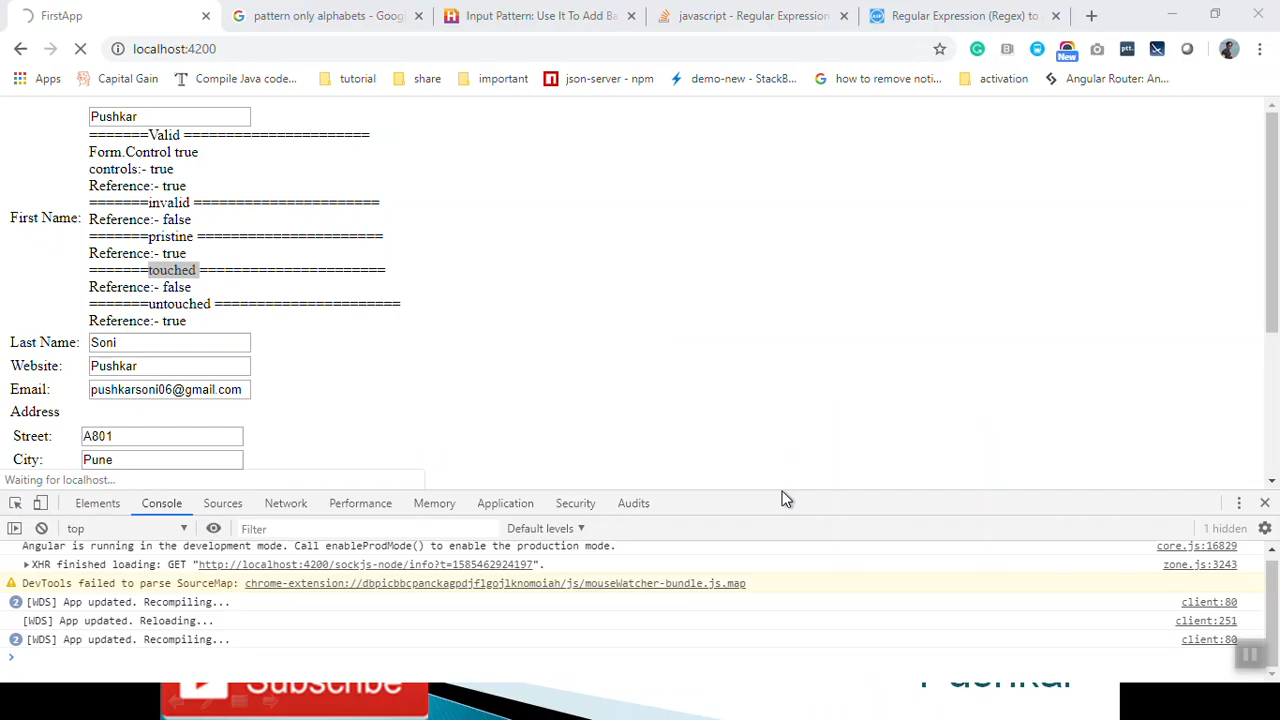 FirstApp
pattern only alphabets - Goog
Input Pattern: Use It To Add Ba
javascript - Regular Expression
Regular Expression (Regex) to
localhost:4200
New
ptt.
Apps
Capital Gain
Compile Java code...
tutorial
share
important
json-server - npm
demo-new - StackB...
how to remove notic...
activation
Angular Router: An...
Pushkar
=======Valid ======================
Form.Control true
controls:- true
Reference:- true
=======invalid ======================
First Name:
Reference:- false
=======pristine ======================
Reference:- true
=======touched ======================
Reference:- false
=======untouched ======================
Reference:- true
Last Name: Soni
Website: Pushkar
Email: pushkarsoni06@gmail.com
Address
Street: A801
City: Pune
Waiting for localhost...
Elements Console Sources Network Performance Memory Application Security Audits
top Filter Default levels 1 hidden
Angular is running in the development mode. Call enableProdMode() to enable the production mode. core.js:16829
XHR finished loading: GET "http://localhost:4200/sockjs-node/info?t=1585462924197". zone.js:3243
DevTools failed to parse SourceMap: chrome-extension://dbpicbbcpanckagpdjflgojlknomoiah/js/mouseWatcher-bundle.js.map
2 [WDS] App updated. Recompiling... client:80
[WDS] App updated. Reloading... client:251
2 [WDS] App updated. Recompiling... client:80
>
Subscribe
Pushkar